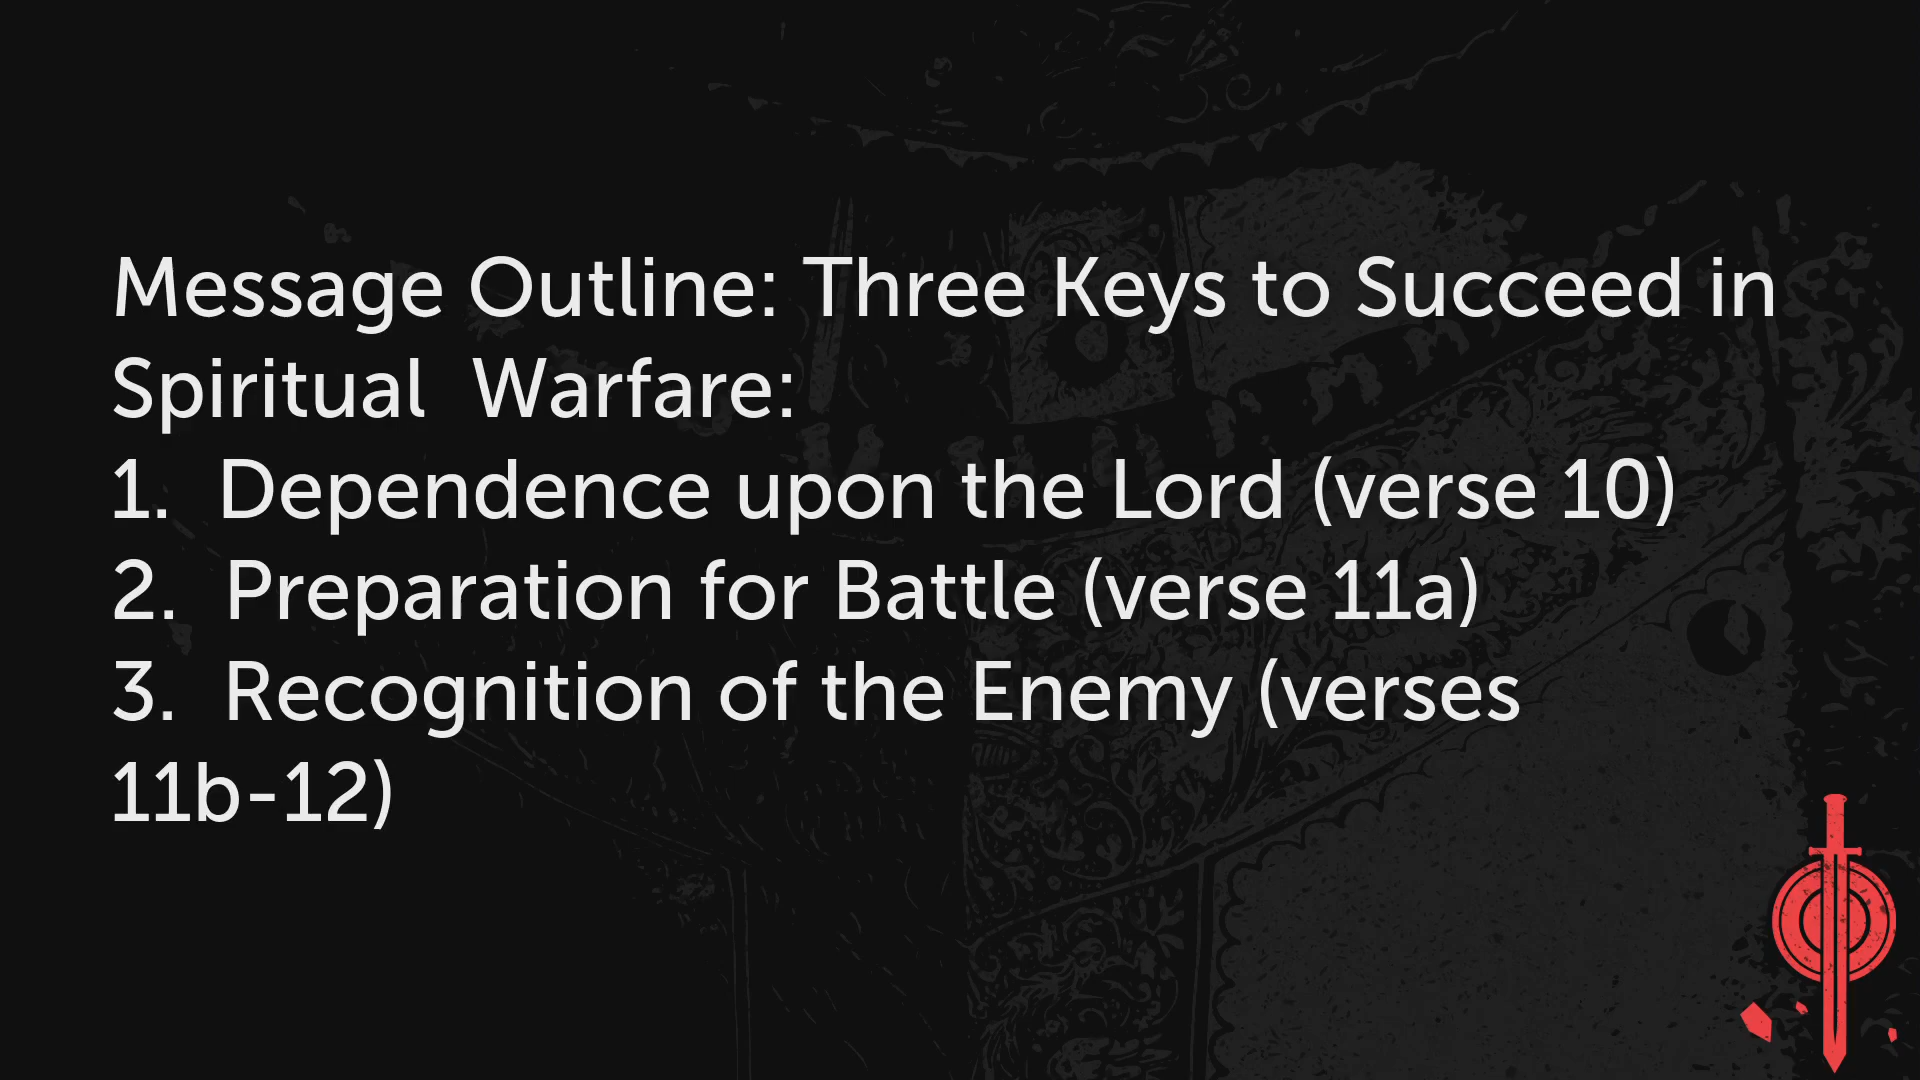 Message Outline: Three Keys to Succeed in
Spiritual  Warfare:
1.  Dependence upon the Lord (verse 10)
2.  Preparation for Battle (verse 11a)
3.  Recognition of the Enemy (verses
11b-12)